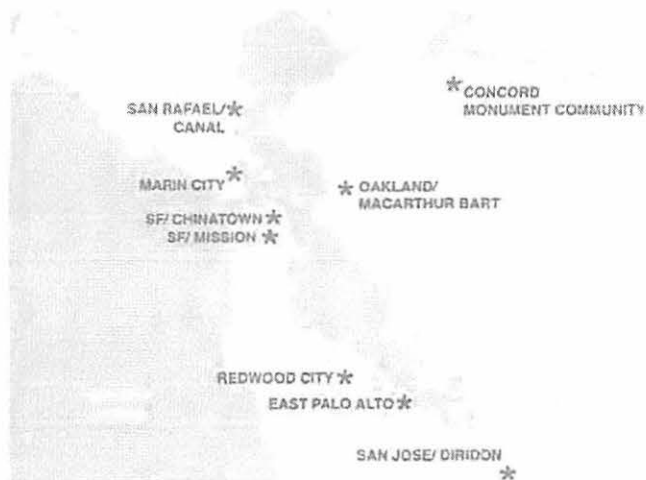 CONCORD
MONUMENT COMMUNITY
SAN RAFAEL/
CANAL
MARIN CITY
OAKLAND/
MACARTHUR BART
SF/ CHINATOWN
SF/ MISSION
REDWOOD CITY
EAST PALO ALTO
SAN JOSE/ DIRIDON